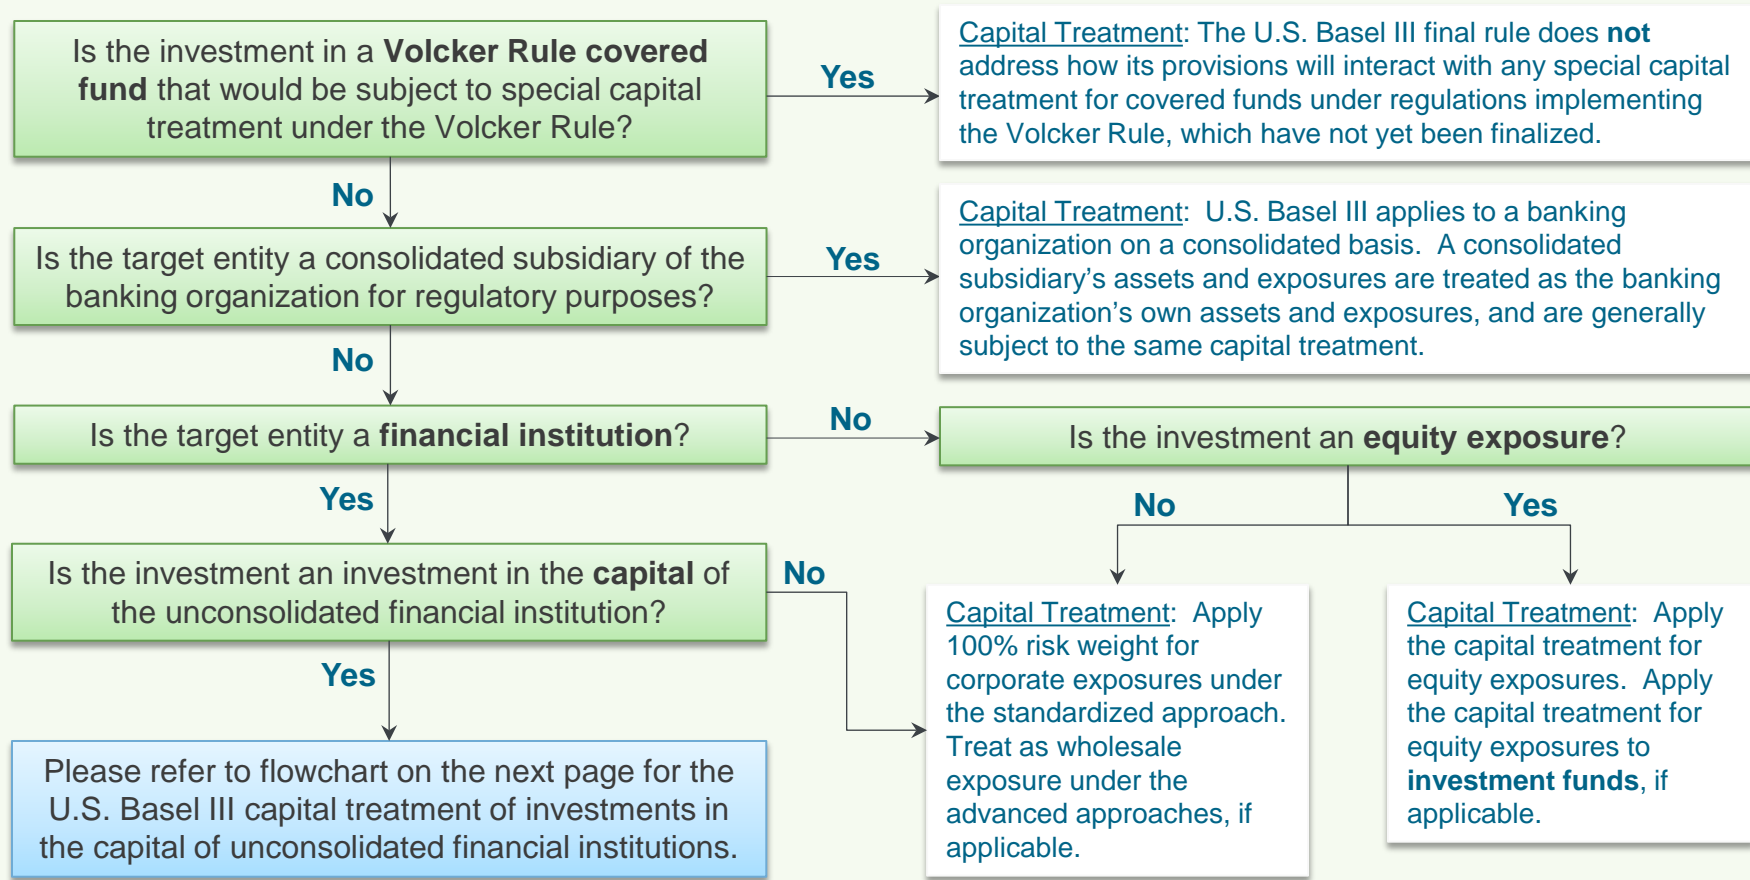 Is the investment in a Volcker Rule covered
fund that would be subject to special capital
treatment under the Volcker Rule?
Yes
Capital Treatment: The U.S. Basel III final rule does not
address how its provisions will interact with any special capital
treatment for covered funds under regulations implementing
the Volcker Rule, which have not yet been finalized.
No
Is the target entity a consolidated subsidiary of the
banking organization for regulatory purposes?
Yes
Capital Treatment: U.S. Basel III applies to a banking
organization on a consolidated basis. A consolidated
subsidiary's assets and exposures are treated as the banking
organization's own assets and exposures, and are generally
subject to the same capital treatment.
No
Is the target entity a financial institution?
No
Is the investment an equity exposure?
Yes
No
Yes
Is the investment an investment in the capital of
the unconsolidated financial institution?
No
Capital Treatment: Apply
100% risk weight for
corporate exposures under
the standardized approach.
Treat as wholesale
exposure under the
advanced approaches, if
applicable.
Capital Treatment: Apply
the capital treatment for
equity exposures. Apply
the capital treatment for
equity exposures to
investment funds, if
applicable.
Yes
Please refer to flowchart on the next page for the
U.S. Basel III capital treatment of investments in
the capital of unconsolidated financial institutions.